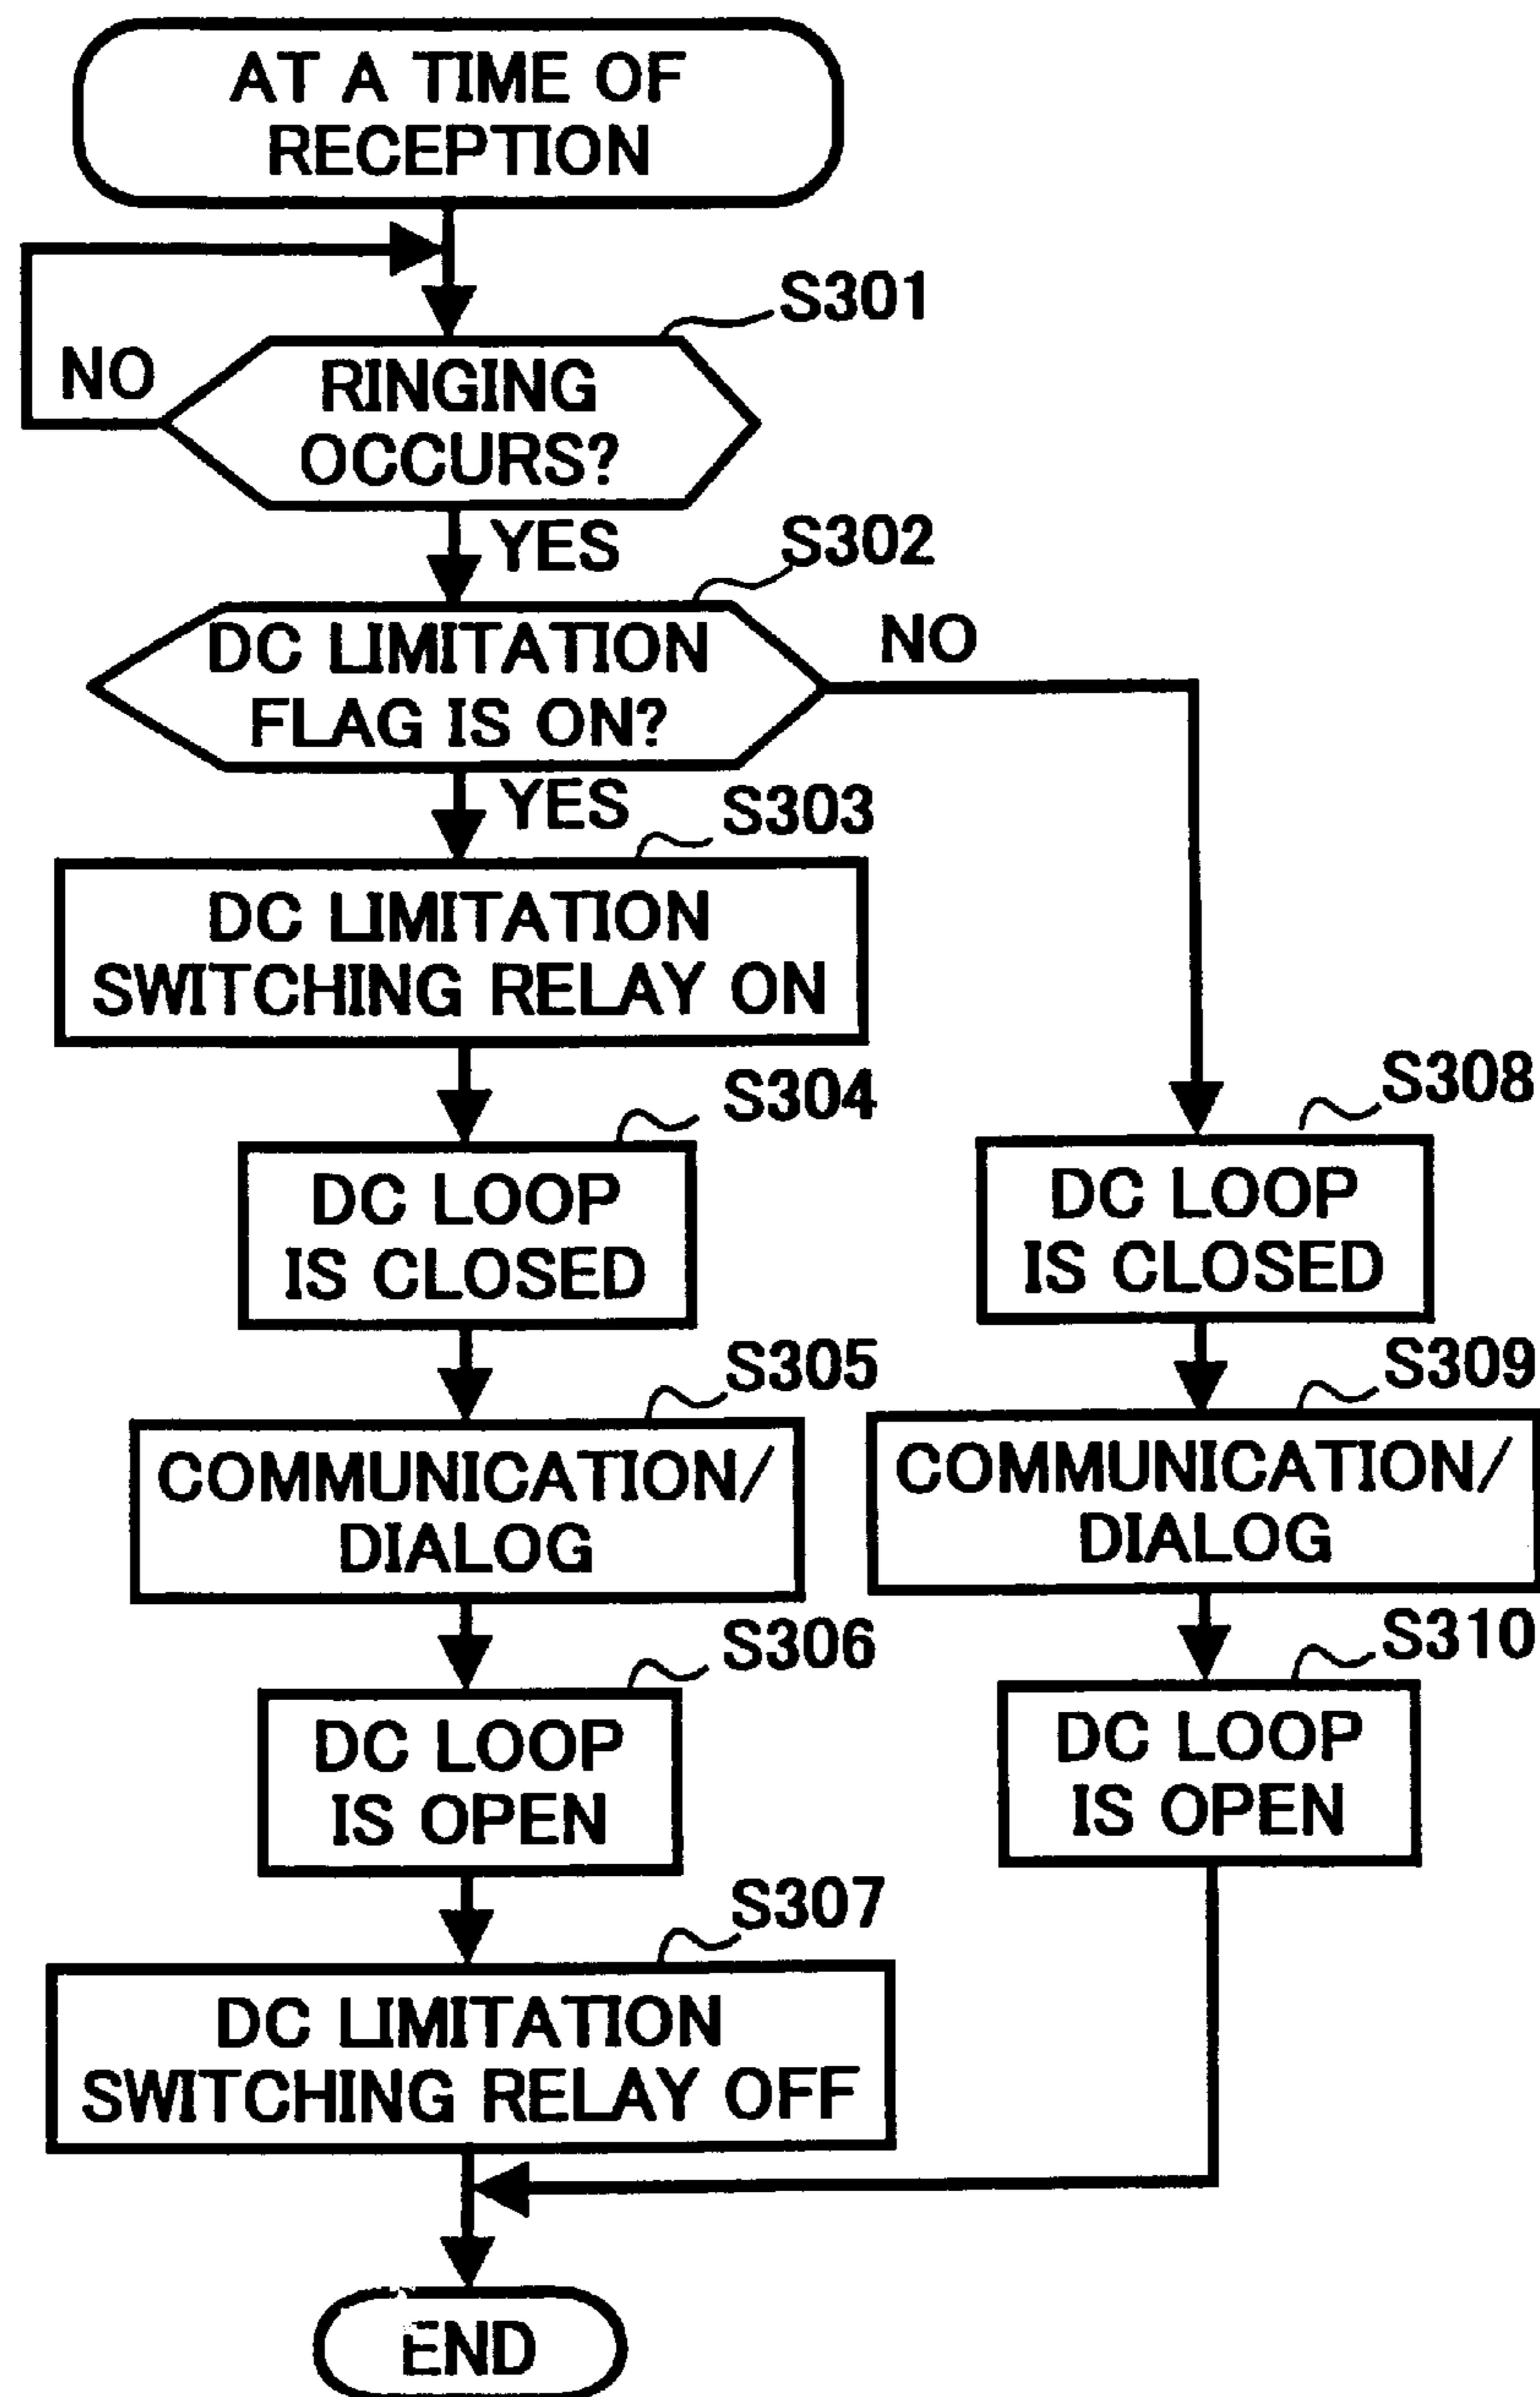 AT A TIME OF
RECEPTION
S301
NO
RINGING
OCCURS?
YES
S302
DC LIMITATION
FLAG IS ON?
NO
YES
S303
DC LIMITATION
SWITCHING RELAY ON
S304
DC LOOP
IS CLOSED
S308
DC LOOP
IS CLOSED
S305
COMMUNICATION/
DIALOG
S309
COMMUNICATION/
DIALOG
S306
DC LOOP
IS OPEN
S310
DC LOOP
IS OPEN
S307
DC LIMITATION
SWITCHING RELAY OFF
END